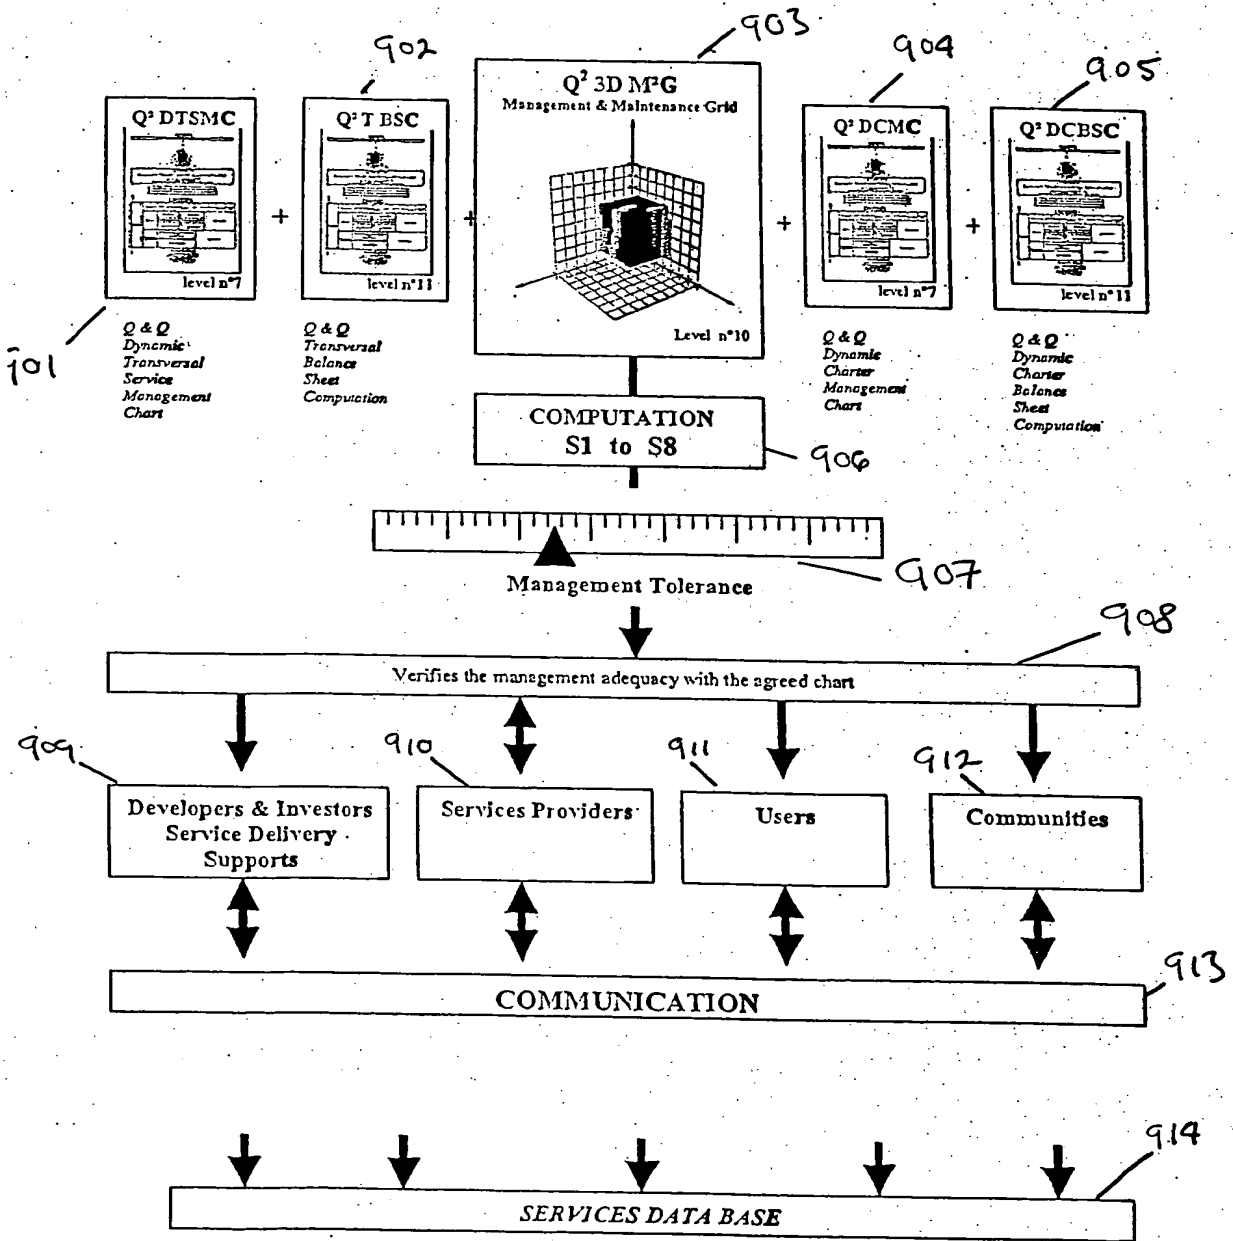 902
903
904
905
Q² DTSMC
level n°7
Q² T BSC
level n°11
Q² 3D M²G
Management & Maintenance Grid
Level n°10
Q² DCMC
level n°7
Q² DCBSC
level n°11
+
+
+
+
901
Q & Q
Dynamic
Transversal
Service
Management
Chart
Q & Q
Transversal
Balance
Sheet
Computation
Q & Q
Dynamic
Charter
Management
Chart
Q & Q
Dynamic
Charter
Balance
Sheet
Computation
COMPUTATION
S1 to S8
906
907
Management Tolerance
908
Verifies the management adequacy with the agreed chart
909
910
911
912
Developers & Investors
Service Delivery
Supports
Services Providers
Users
Communities
913
COMMUNICATION
914
SERVICES DATA BASE